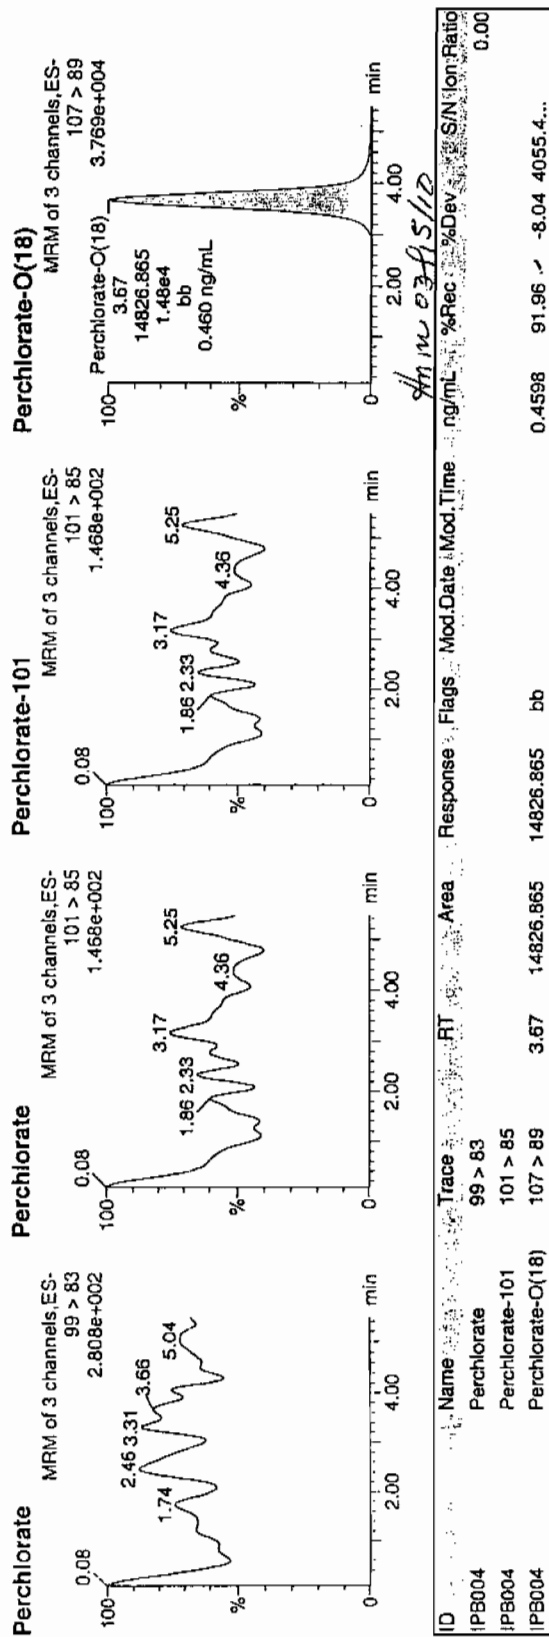 Perchlorate
MRM of 3 channels,ES-
99 > 83
2.808e+002
100
0.08
1.74
2.46 3.31
3.66
5.04
%
0
2.00
4.00
min
Perchlorate
MRM of 3 channels,ES-
101 > 85
1.468e+002
100
0.08
1.86 2.33
3.17
4.36
5.25
%
0
2.00
4.00
min
Perchlorate-101
MRM of 3 channels,ES-
101 > 85
1.468e+002
100
0.08
1.86 2.33
3.17
4.36
5.25
%
0
2.00
4.00
min
Perchlorate-O(18)
MRM of 3 channels,ES-
107 > 89
3.769e+004
100
Perchlorate-O(18)
3.67
14826.865
1.48e4
bb
0.460 ng/mL
%
0
2.00
4.00
min
ID Name Trace RT Area Response Flags Mod.Date Mod.Time ng/mL %Rec %Dev S/N Ion Ratio
1PB004 Perchlorate 99 > 83 0.00
1PB004 Perchlorate-101 101 > 85
1PB004 Perchlorate-O(18) 107 > 89 3.67 14826.865 14826.865 bb 0.4598 91.96 -8.04 4055.4...